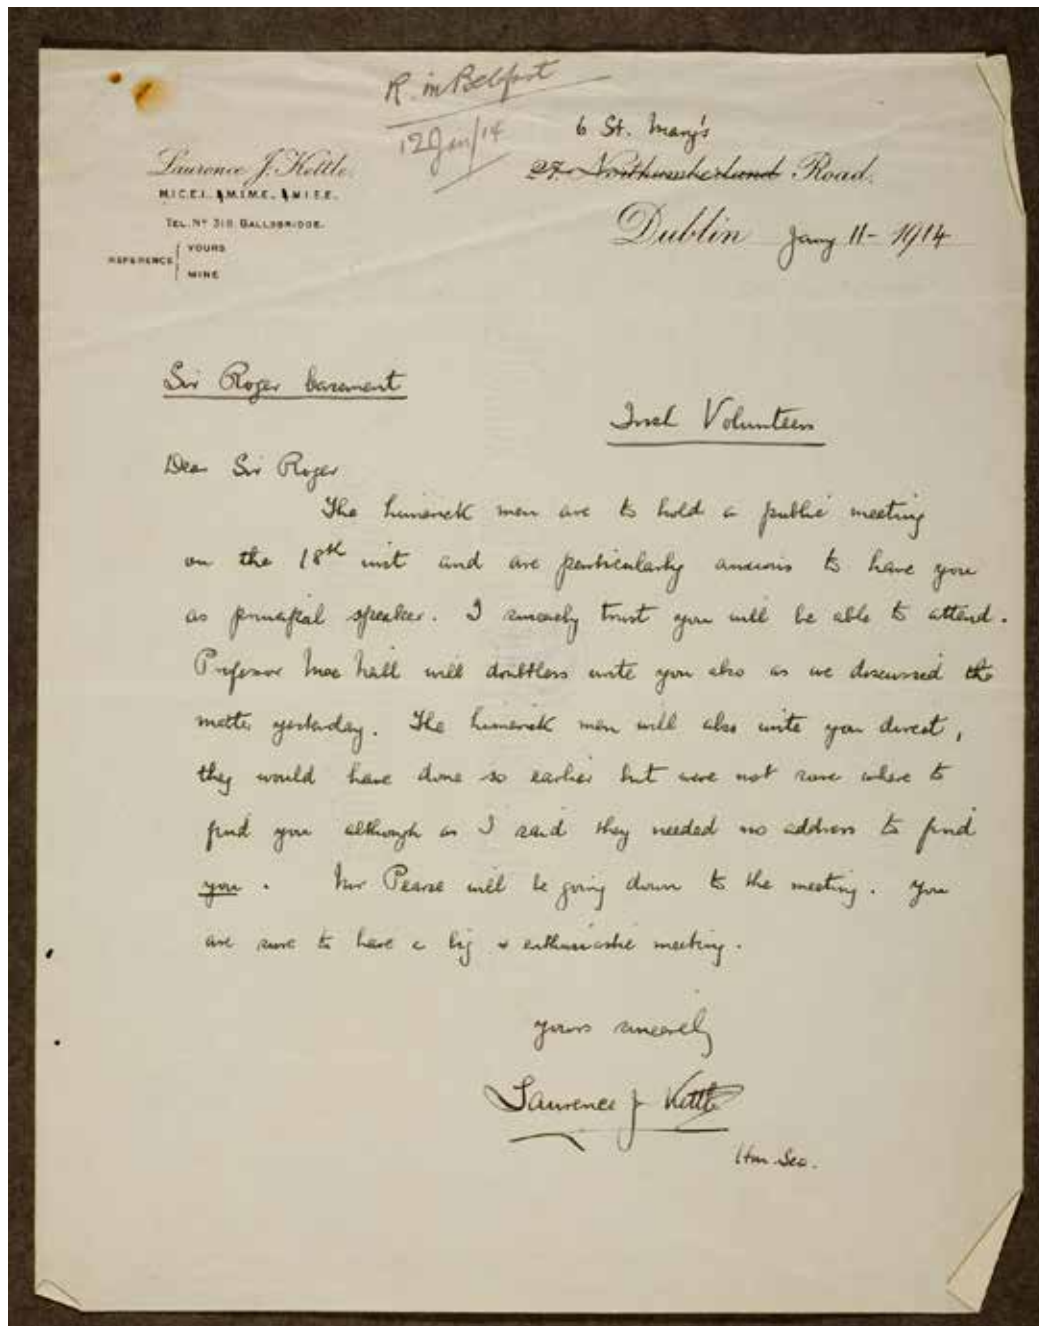 R. in Belfast
12 Jan/14
6 St. Mary's
27. Northumberland Road.
Dublin Jany 11 - 1914
Laurence J. Kettle.
M.I.C.E.I., M.I.M.E., M.I.E.E.
TEL. Nº 318 BALLSBRIDGE.
REFERENCE
YOURS
MINE
Sir Roger Casement
Irish Volunteers
Dear Sir Roger
The Limerick men are to hold a public meeting
on the 18th inst and are particularly anxious to have you
as principal speaker. I sincerely trust you will be able to attend.
Professor Mac Neill will doubtless write you also as we discussed the
matter yesterday. The Limerick men will also write you direct,
they would have done so earlier but were not sure where to
find you although as I said they needed no address to find
you. Mr Pearse will be going down to the meeting. You
are sure to have a big & enthusiastic meeting.
Yours sincerely
Laurence J Kettle
Hon. Sec.